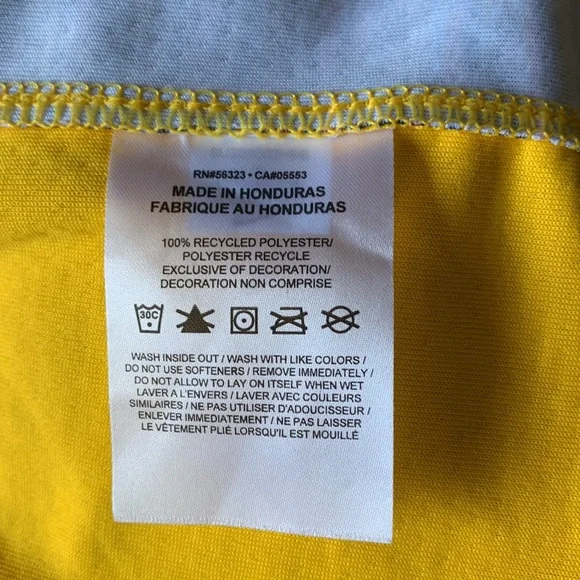 RN#56323 • CA#05553
MADE IN HONDURAS
FABRIQUE AU HONDURAS
100% RECYCLED POLYESTER/
POLYESTER RECYCLE
EXCLUSIVE OF DECORATION/
DECORATION NON COMPRISE
30C
WASH INSIDE OUT / WASH WITH LIKE COLORS /
DO NOT USE SOFTENERS / REMOVE IMMEDIATELY /
DO NOT ALLOW TO LAY ON ITSELF WHEN WET
LAVER A L'ENVERS / LAVER AVEC COULEURS
SIMILAIRES / NE PAS UTILISER D'ADOUCISEUR /
ENLEVER IMMEDIATEMENT / NE PAS LAISSER
LE VÊTEMENT PLIÉ LORSQU'IL EST MOUILLÉ